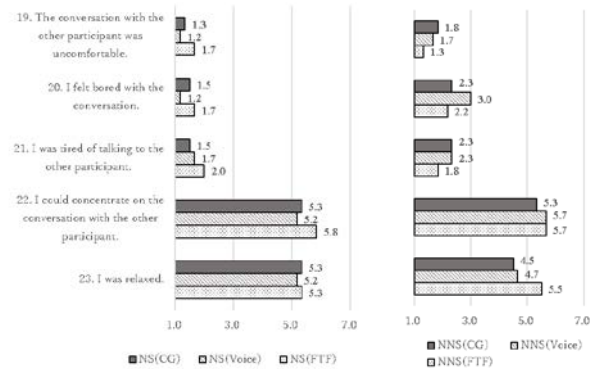 19. The conversation with the
other participant was
uncomfortable.
1.3
1.2
1.7
1.8
1.7
1.3
20. I felt bored with the
conversation.
1.5
1.2
1.7
2.3
3.0
2.2
21. I was tired of talking to the
other participant.
1.5
1.7
2.0
2.3
2.3
1.8
22. I could concentrate on the
conversation with the other
participant.
5.3
5.2
5.8
5.3
5.7
5.7
23. I was relaxed.
5.3
5.2
5.3
4.5
4.7
5.5
1.0 3.0 5.0 7.0
1.0 3.0 5.0 7.0
NS(CG) NS(Voice) NS(FTF)
NNS(CG) NNS(Voice)
NNS(FTF)